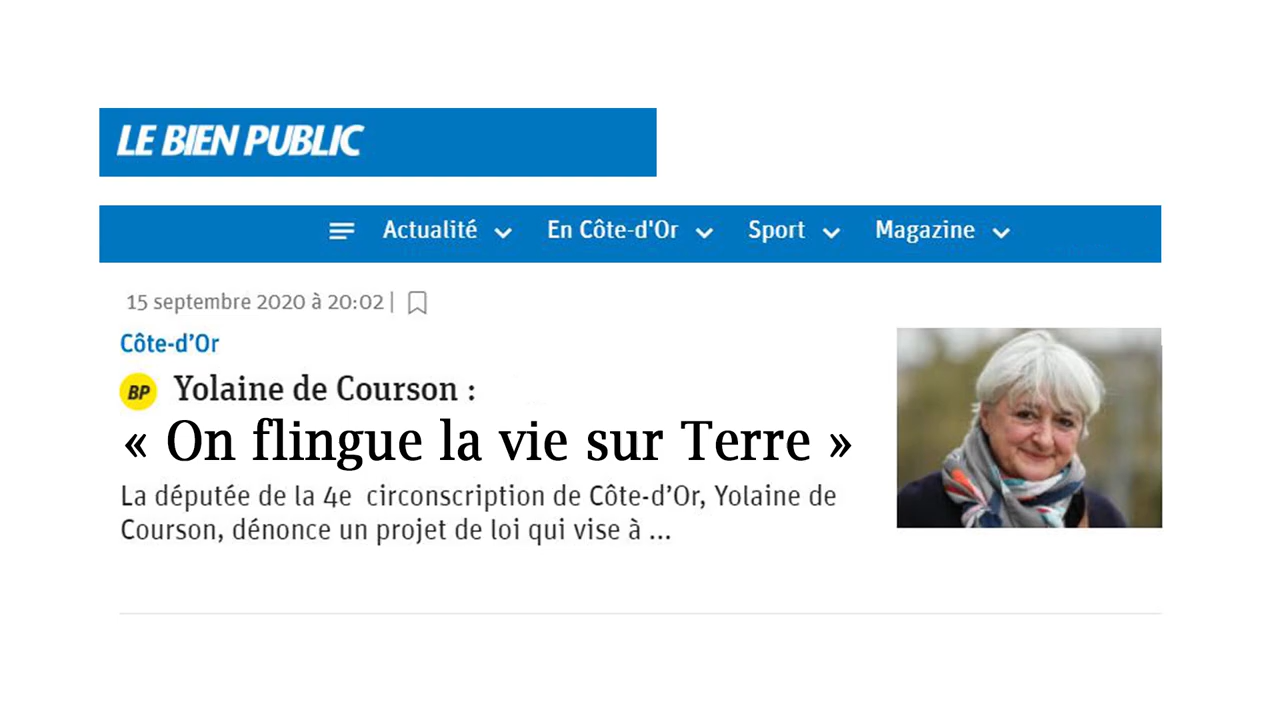 LE BIEN PUBLIC
Actualité En Côte-d'Or Sport Magazine
15 septembre 2020 à 20:02 |
Côte-d’Or
BP Yolaine de Courson :
« On flingue la vie sur Terre »
La députée de la 4e circonscription de Côte-d’Or, Yolaine de
Courson, dénonce un projet de loi qui vise à ...